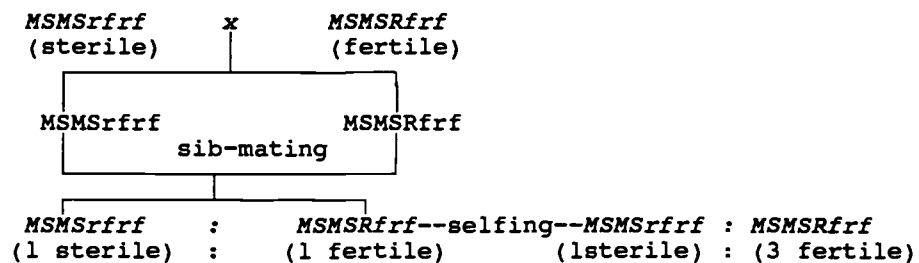 MSMSrfrf x MSMSRfrf
(sterile) (fertile)
MSMSrfrf MSMSRfrf
sib-mating
MSMSrfrf : MSMSRfrf--selfing--MSMSrfrf : MSMSRfrf
(1 sterile) : (1 fertile) (1sterile) : (3 fertile)